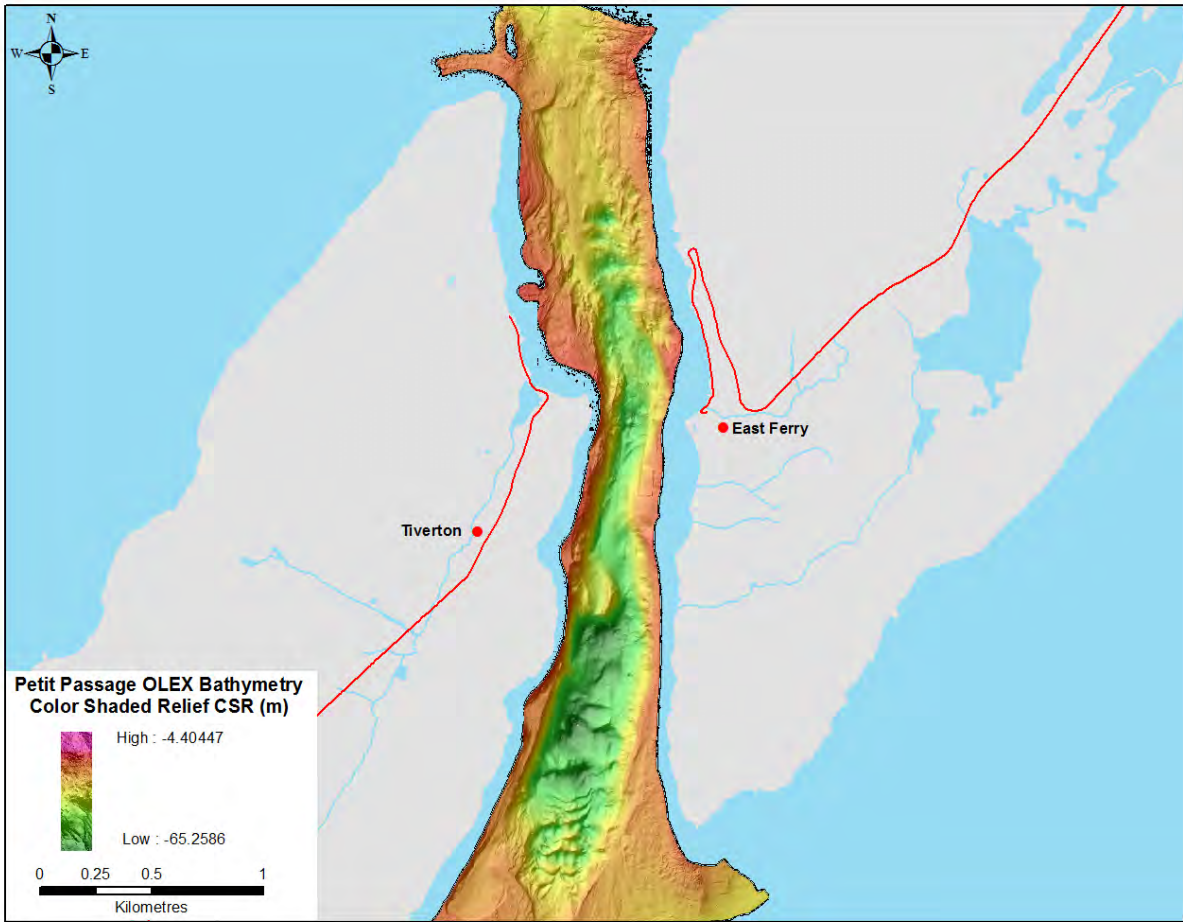 N
W E
S
East Ferry
Tiverton
Petit Passage OLEX Bathymetry
Color Shaded Relief CSR (m)
High : -4.40447
Low : -65.2586
0 0.25 0.5 1
Kilometres